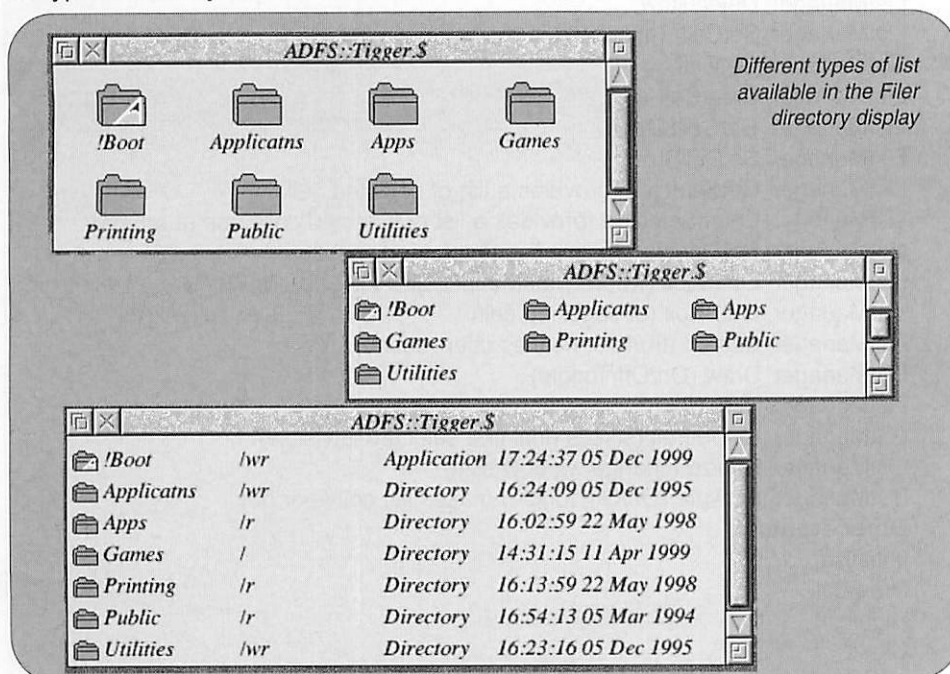 ADFS::Tigger.$
Different types of list
available in the Filer
directory display
!Boot Applicatns Apps Games
Printing Public Utilities
ADFS::Tigger.$
!Boot Applicatns Apps
Games Printing Public
Utilities
ADFS::Tigger.$
!Boot /wr Application 17:24:37 05 Dec 1999
Applicatns /wr Directory 16:24:09 05 Dec 1995
Apps /r Directory 16:02:59 22 May 1998
Games / Directory 14:31:15 11 Apr 1999
Printing /r Directory 16:13:59 22 May 1998
Public /r Directory 16:54:13 05 Mar 1994
Utilities /wr Directory 16:23:16 05 Dec 1995